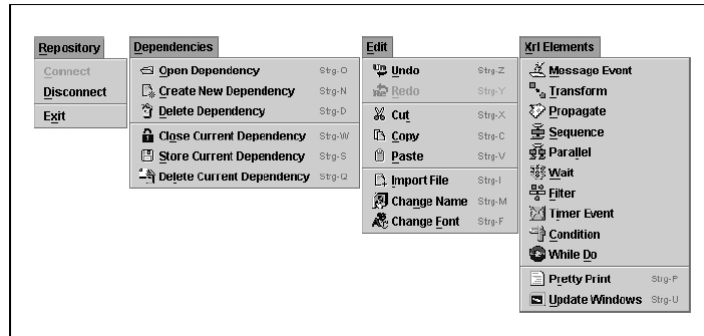 Repository
Connect
Disconnect
Exit
Dependencies
Open Dependency Strg-O
Create New Dependency Strg-N
Delete Dependency Strg-D
Close Current Dependency Strg-W
Store Current Dependency Strg-S
Delete Current Dependency Strg-Q
Edit
Undo Strg-Z
Redo Strg-Y
Cut Strg-X
Copy Strg-C
Paste Strg-V
Import File Strg-I
Change Name Strg-M
Change Font Strg-F
Krl Elements
Message Event
Transform
Propagate
Sequence
Parallel
Wait
Filter
Timer Event
Condition
While Do
Pretty Print Strg-P
Update Windows Strg-U